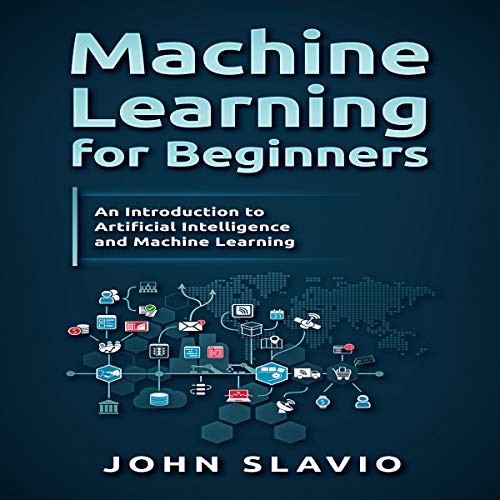 Machine
Learning
for Beginners
An Introduction to
Artificial Intelligence
and Machine Learning
JOHN SLAVIO